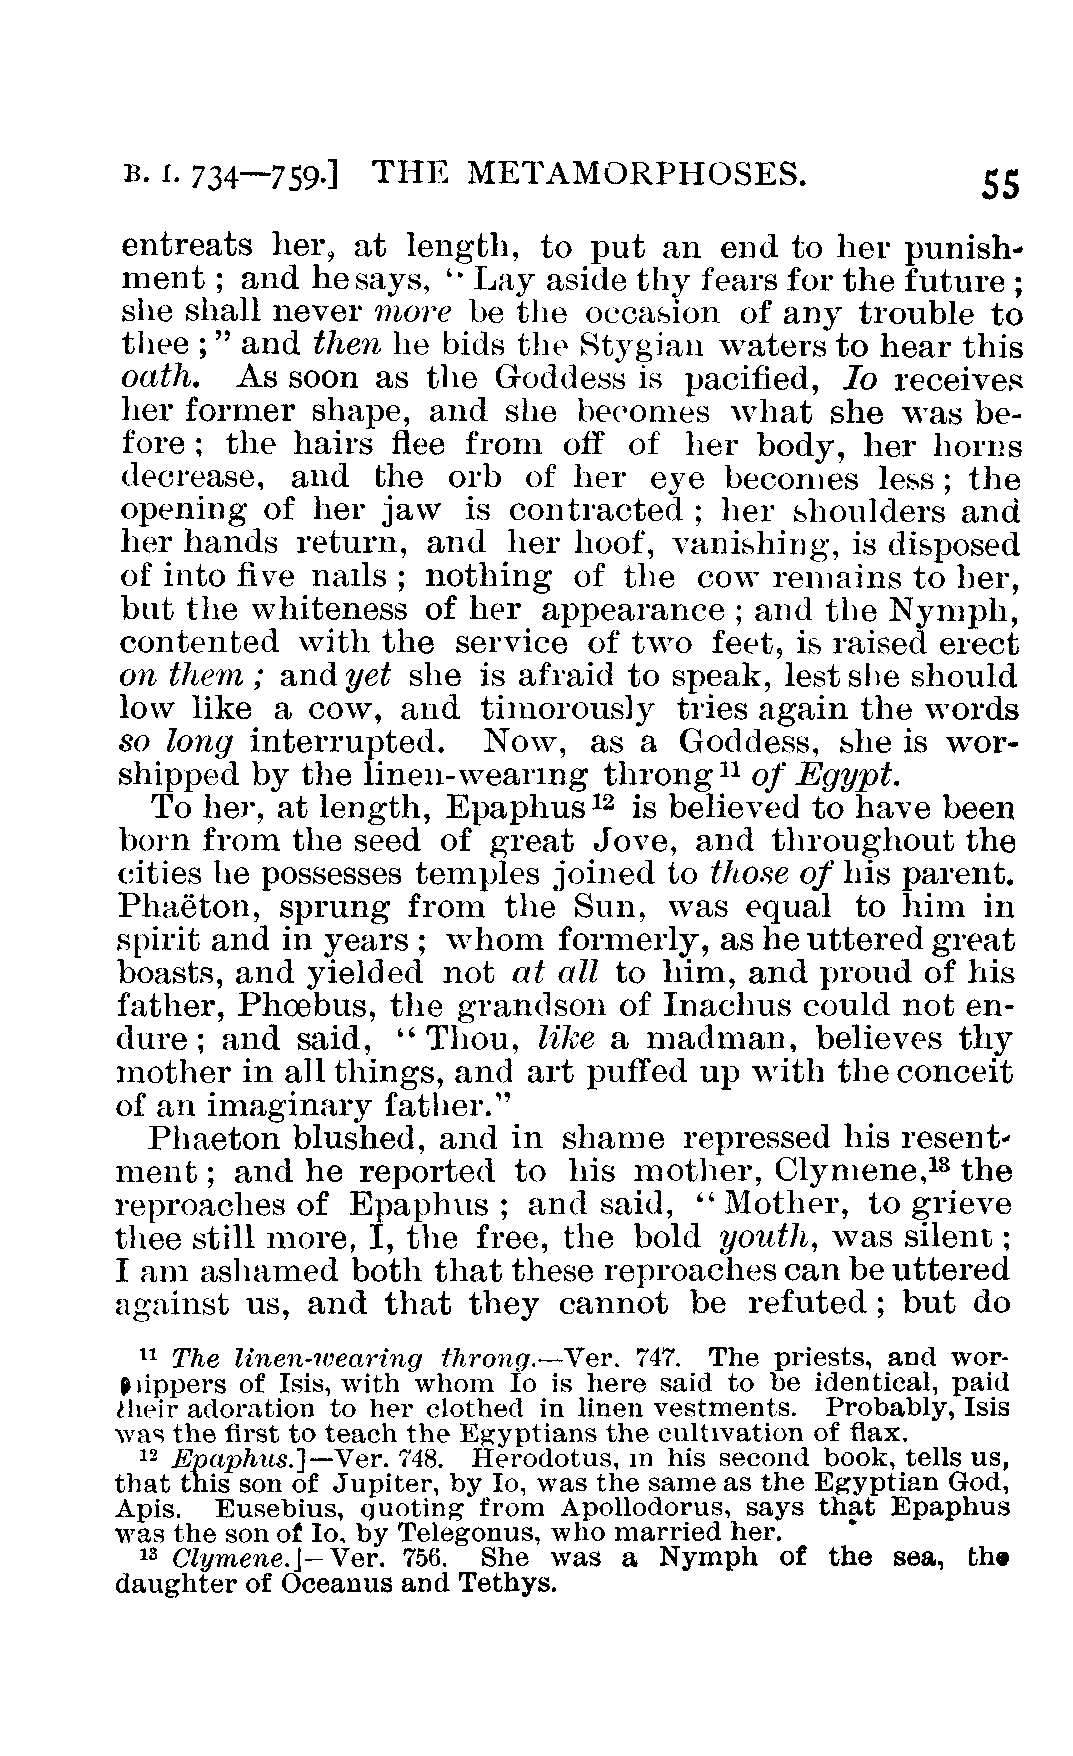 B. I. 734—759.] THE METAMORPHOSES. 55
entreats her, at length, to put an end to her punish-
ment ; and he says, “ Lay aside thy fears for the future ;
she shall never more be the occasion of any trouble to
thee ; ” and then he bids the Stygian waters to hear this
oath. As soon as the Goddess is pacified, Io receives
her former shape, and she becomes what she was be-
fore ; the hairs flee from off of her body, her horns
decrease, and the orb of her eye becomes less ; the
opening of her jaw is contracted ; her shoulders and
her hands return, and her hoof, vanishing, is disposed
of into five nails ; nothing of the cow remains to her,
but the whiteness of her appearance ; and the Nymph,
contented with the service of two feet, is raised erect
on them ; and yet she is afraid to speak, lest she should
low like a cow, and timorously tries again the words
so long interrupted. Now, as a Goddess, she is wor-
shipped by the linen-wearing throng¹¹ of Egypt.
To her, at length, Epaphus¹² is believed to have been
born from the seed of great Jove, and throughout the
cities he possesses temples joined to those of his parent.
Phaëton, sprung from the Sun, was equal to him in
spirit and in years ; whom formerly, as he uttered great
boasts, and yielded not at all to him, and proud of his
father, Phœbus, the grandson of Inachus could not en-
dure ; and said, “ Thou, like a madman, believes thy
mother in all things, and art puffed up with the conceit
of an imaginary father.”
Phaeton blushed, and in shame repressed his resent-
ment ; and he reported to his mother, Clymene,¹³ the
reproaches of Epaphus ; and said, “ Mother, to grieve
thee still more, I, the free, the bold youth, was silent ;
I am ashamed both that these reproaches can be uttered
against us, and that they cannot be refuted ; but do
¹¹ The linen-wearing throng.—Ver. 747. The priests, and wor-
shippers of Isis, with whom Io is here said to be identical, paid
their adoration to her clothed in linen vestments. Probably, Isis
was the first to teach the Egyptians the cultivation of flax.
¹² Epaphus.]—Ver. 748. Herodotus, in his second book, tells us,
that this son of Jupiter, by Io, was the same as the Egyptian God,
Apis. Eusebius, quoting from Apollodorus, says that Epaphus
was the son of Io, by Telegonus, who married her.
¹³ Clymene.]—Ver. 756. She was a Nymph of the sea, the
daughter of Oceanus and Tethys.